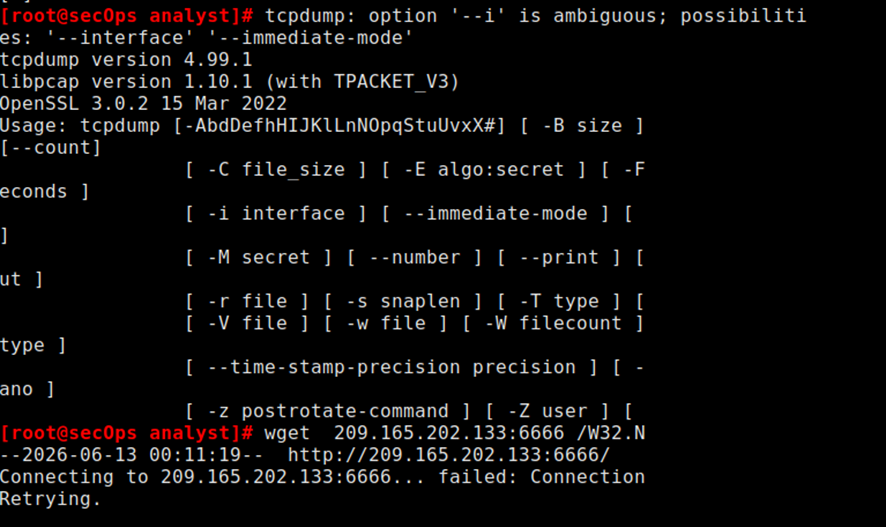 [root@secOps analyst]# tcpdump: option '--i' is ambiguous; possibiliti
es: '--interface' '--immediate-mode'
tcpdump version 4.99.1
libpcap version 1.10.1 (with TPACKET_V3)
OpenSSL 3.0.2 15 Mar 2022
Usage: tcpdump [-AbdDefhHIJKlLnNOpqStuUvxX#] [ -B size ]
[--count]
[ -C file_size ] [ -E algo:secret ] [ -F
econds ]
[ -i interface ] [ --immediate-mode ] [
]
[ -M secret ] [ --number ] [ --print ] [
ut ]
[ -r file ] [ -s snaplen ] [ -T type ] [
[ -V file ] [ -w file ] [ -W filecount ]
type ]
[ --time-stamp-precision precision ] [ -
ano ]
[ -z postrotate-command ] [ -Z user ] [
[root@secOps analyst]# wget  209.165.202.133:6666 /W32.N
--2026-06-13 00:11:19--  http://209.165.202.133:6666/
Connecting to 209.165.202.133:6666... failed: Connection
Retrying.